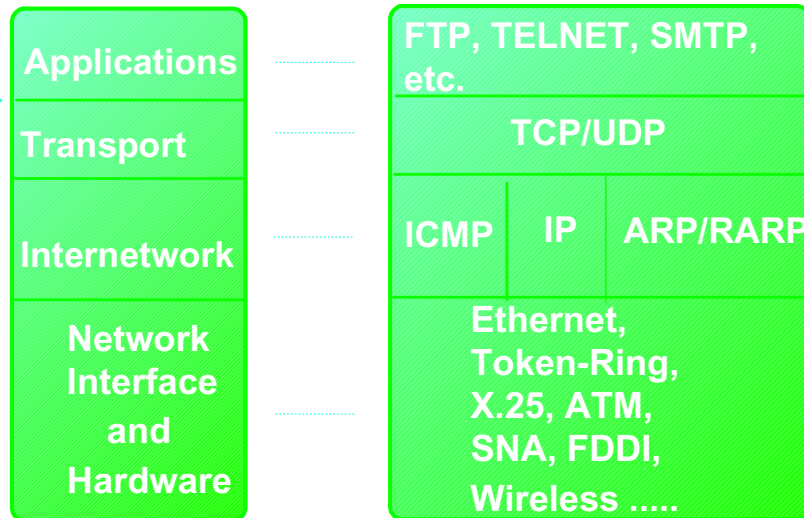 Applications
Transport
Internetwork
Network
Interface
and
Hardware
FTP, TELNET, SMTP,
etc.
TCP/UDP
ICMP IP ARP/RARP
Ethernet,
Token-Ring,
X.25, ATM,
SNA, FDDI,
Wireless .....